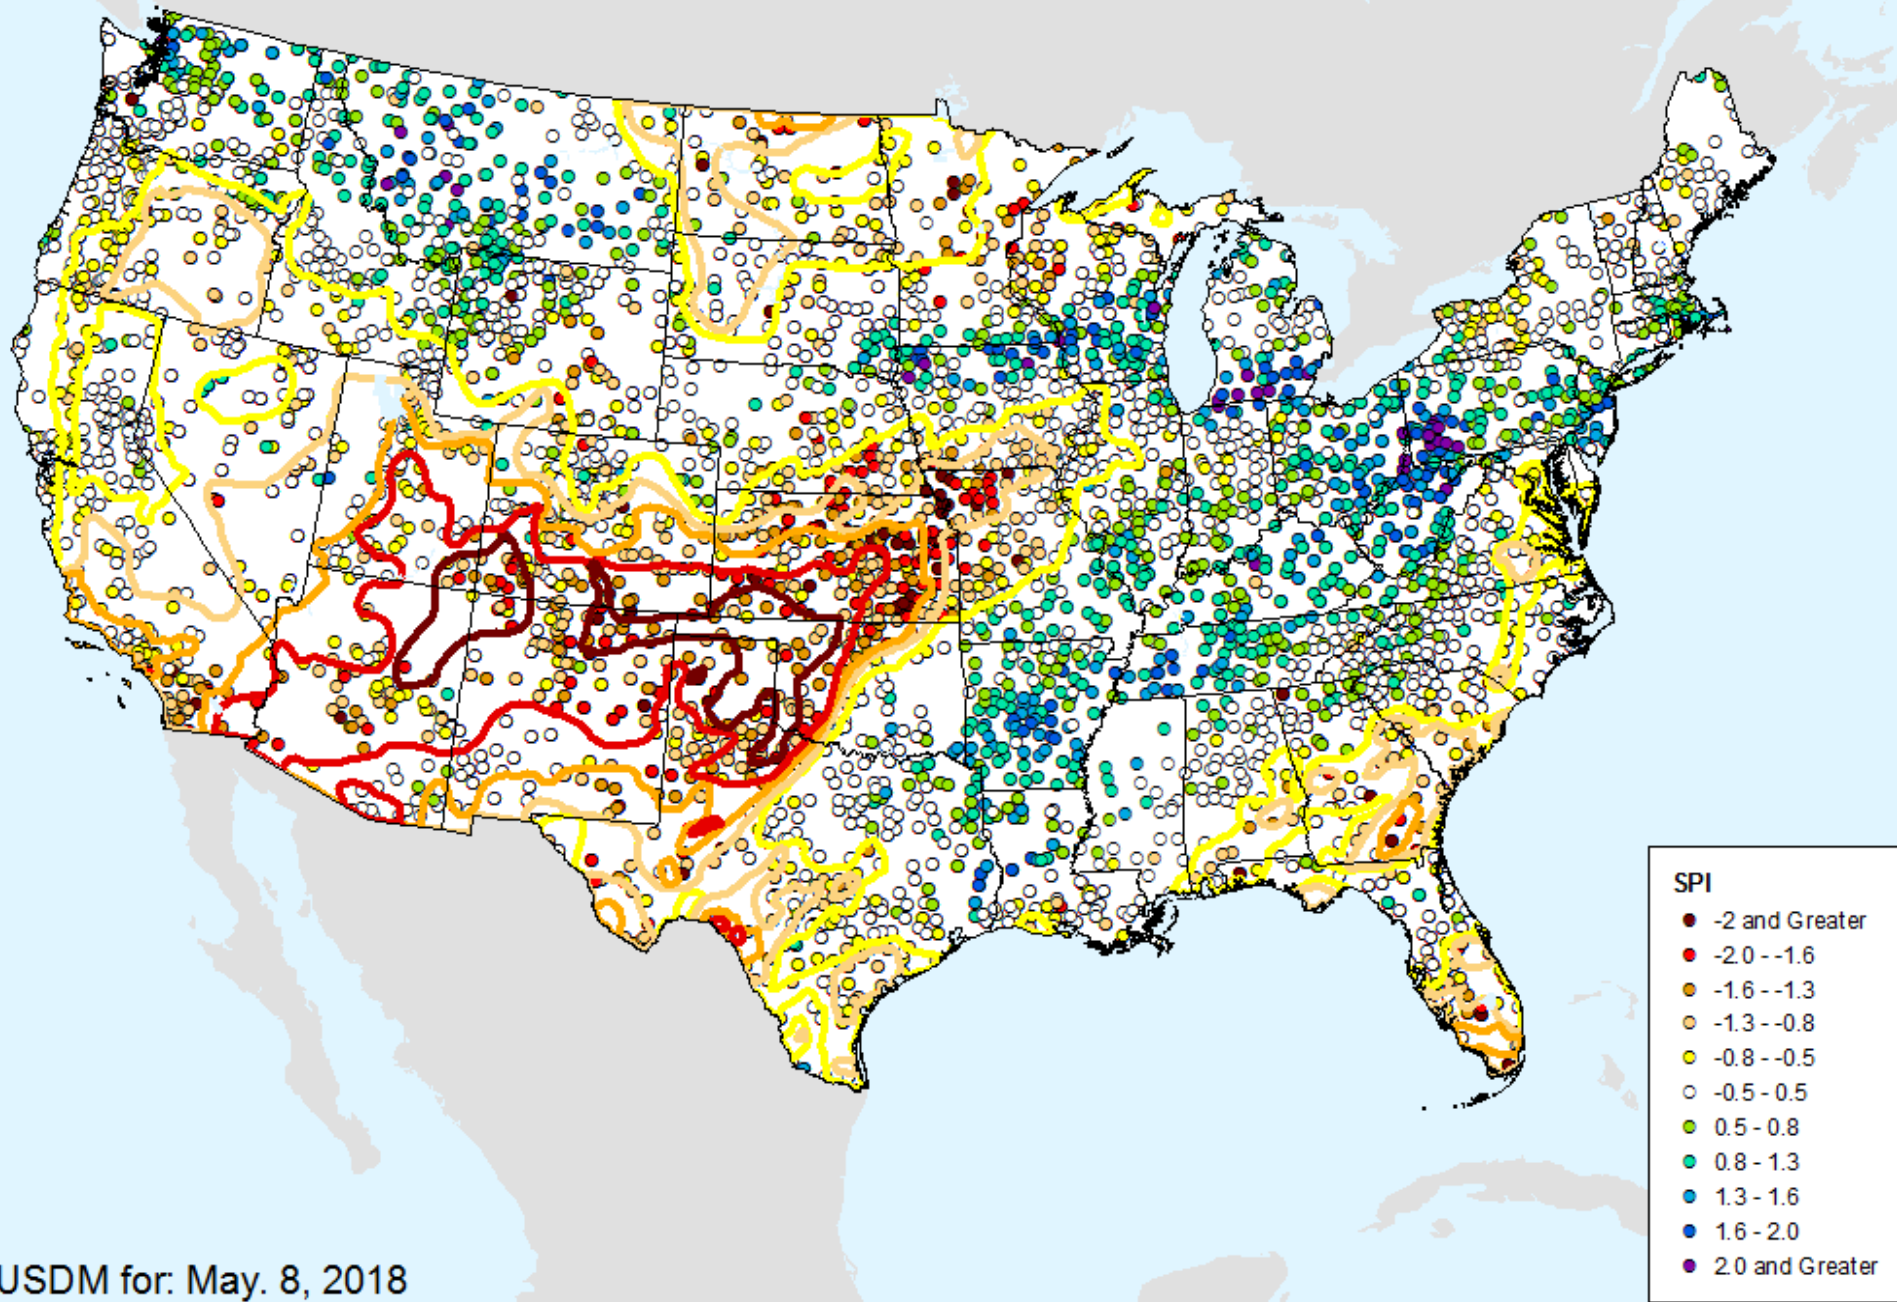 SPI
-2 and Greater
-2.0 - -1.6
-1.6 - -1.3
-1.3 - -0.8
-0.8 - -0.5
-0.5 - 0.5
0.5 - 0.8
0.8 - 1.3
1.3 - 1.6
1.6 - 2.0
2.0 and Greater
USDM for: May. 8, 2018